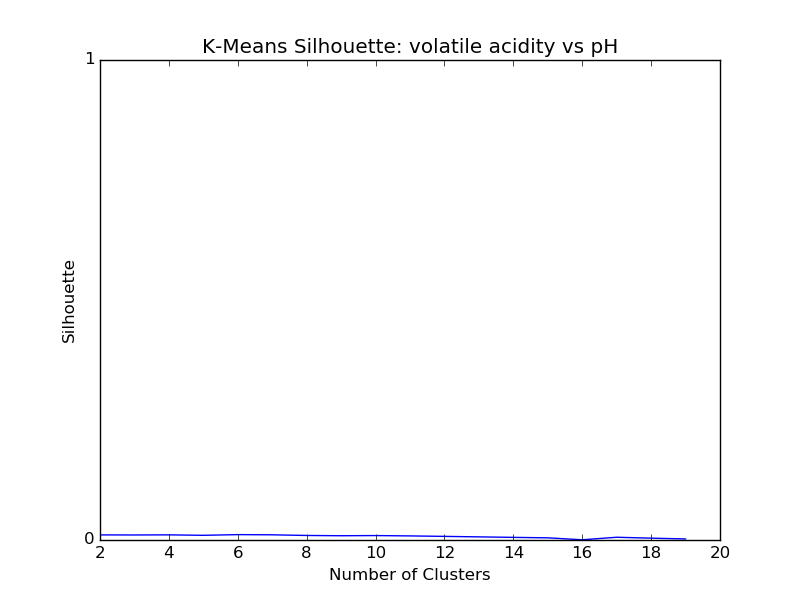 K-Means Silhouette: volatile acidity vs pH
1
Silhouette
0
2 4 6 8 10 12 14 16 18 20
Number of Clusters